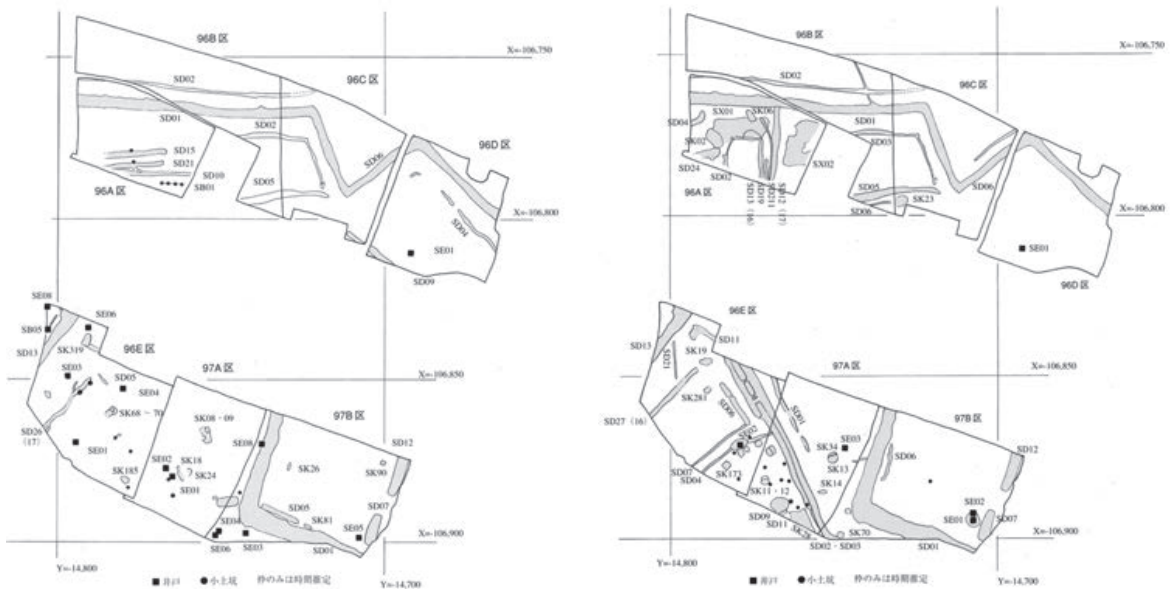 96B区
X=-106,750
SD02
96C区
SD01
SD02
96D区
SD15
SD21
SD06
SD10
SB01
SD05
96A区
X=-106,800
SD04
SE01
SD09
SE08
SE06
SB05
96E区
SK319
SD13
97A区
SE03
SD05
X=-106,850
SE04
SK68~70
SK08・09
97B区
SD26
(17)
SE01
SE08
SD12
SE02
SK18
SK26
SK90
SK185
SK24
SE01
SD07
SD05
SE04
SK81
SE05
SE06
SE03
SD01
X=-106,900
Y=-14,800
Y=-14,700
■井戸 ●小土坑 枠のみは時期推定
96B区
X=-106,750
SD02
96C区
SX01
SK06
SD04
SD01
SK02
SD03
SX02
SD24
SD02
SD06
96A区
SD05
SK23
SD13 (16)
SD19
SD11
SD12 (17)
SD06
X=-106,800
SE01
96D区
96E区
SD11
SD13
SD21
SK19
97A区
X=-106,850
SK281
SD06
SD01
97B区
SD27 (16)
SE02
SE03
SK34
SD12
SD06
SK13
SK173
SD07
SD04
SK14
SK11・12
SE02
SD09
SE01
SD07
SD11
SK70
SD02・SD03
SD01
X=-106,900
Y=-14,800
Y=-14,700
■井戸 ●小土坑 枠のみは時期推定